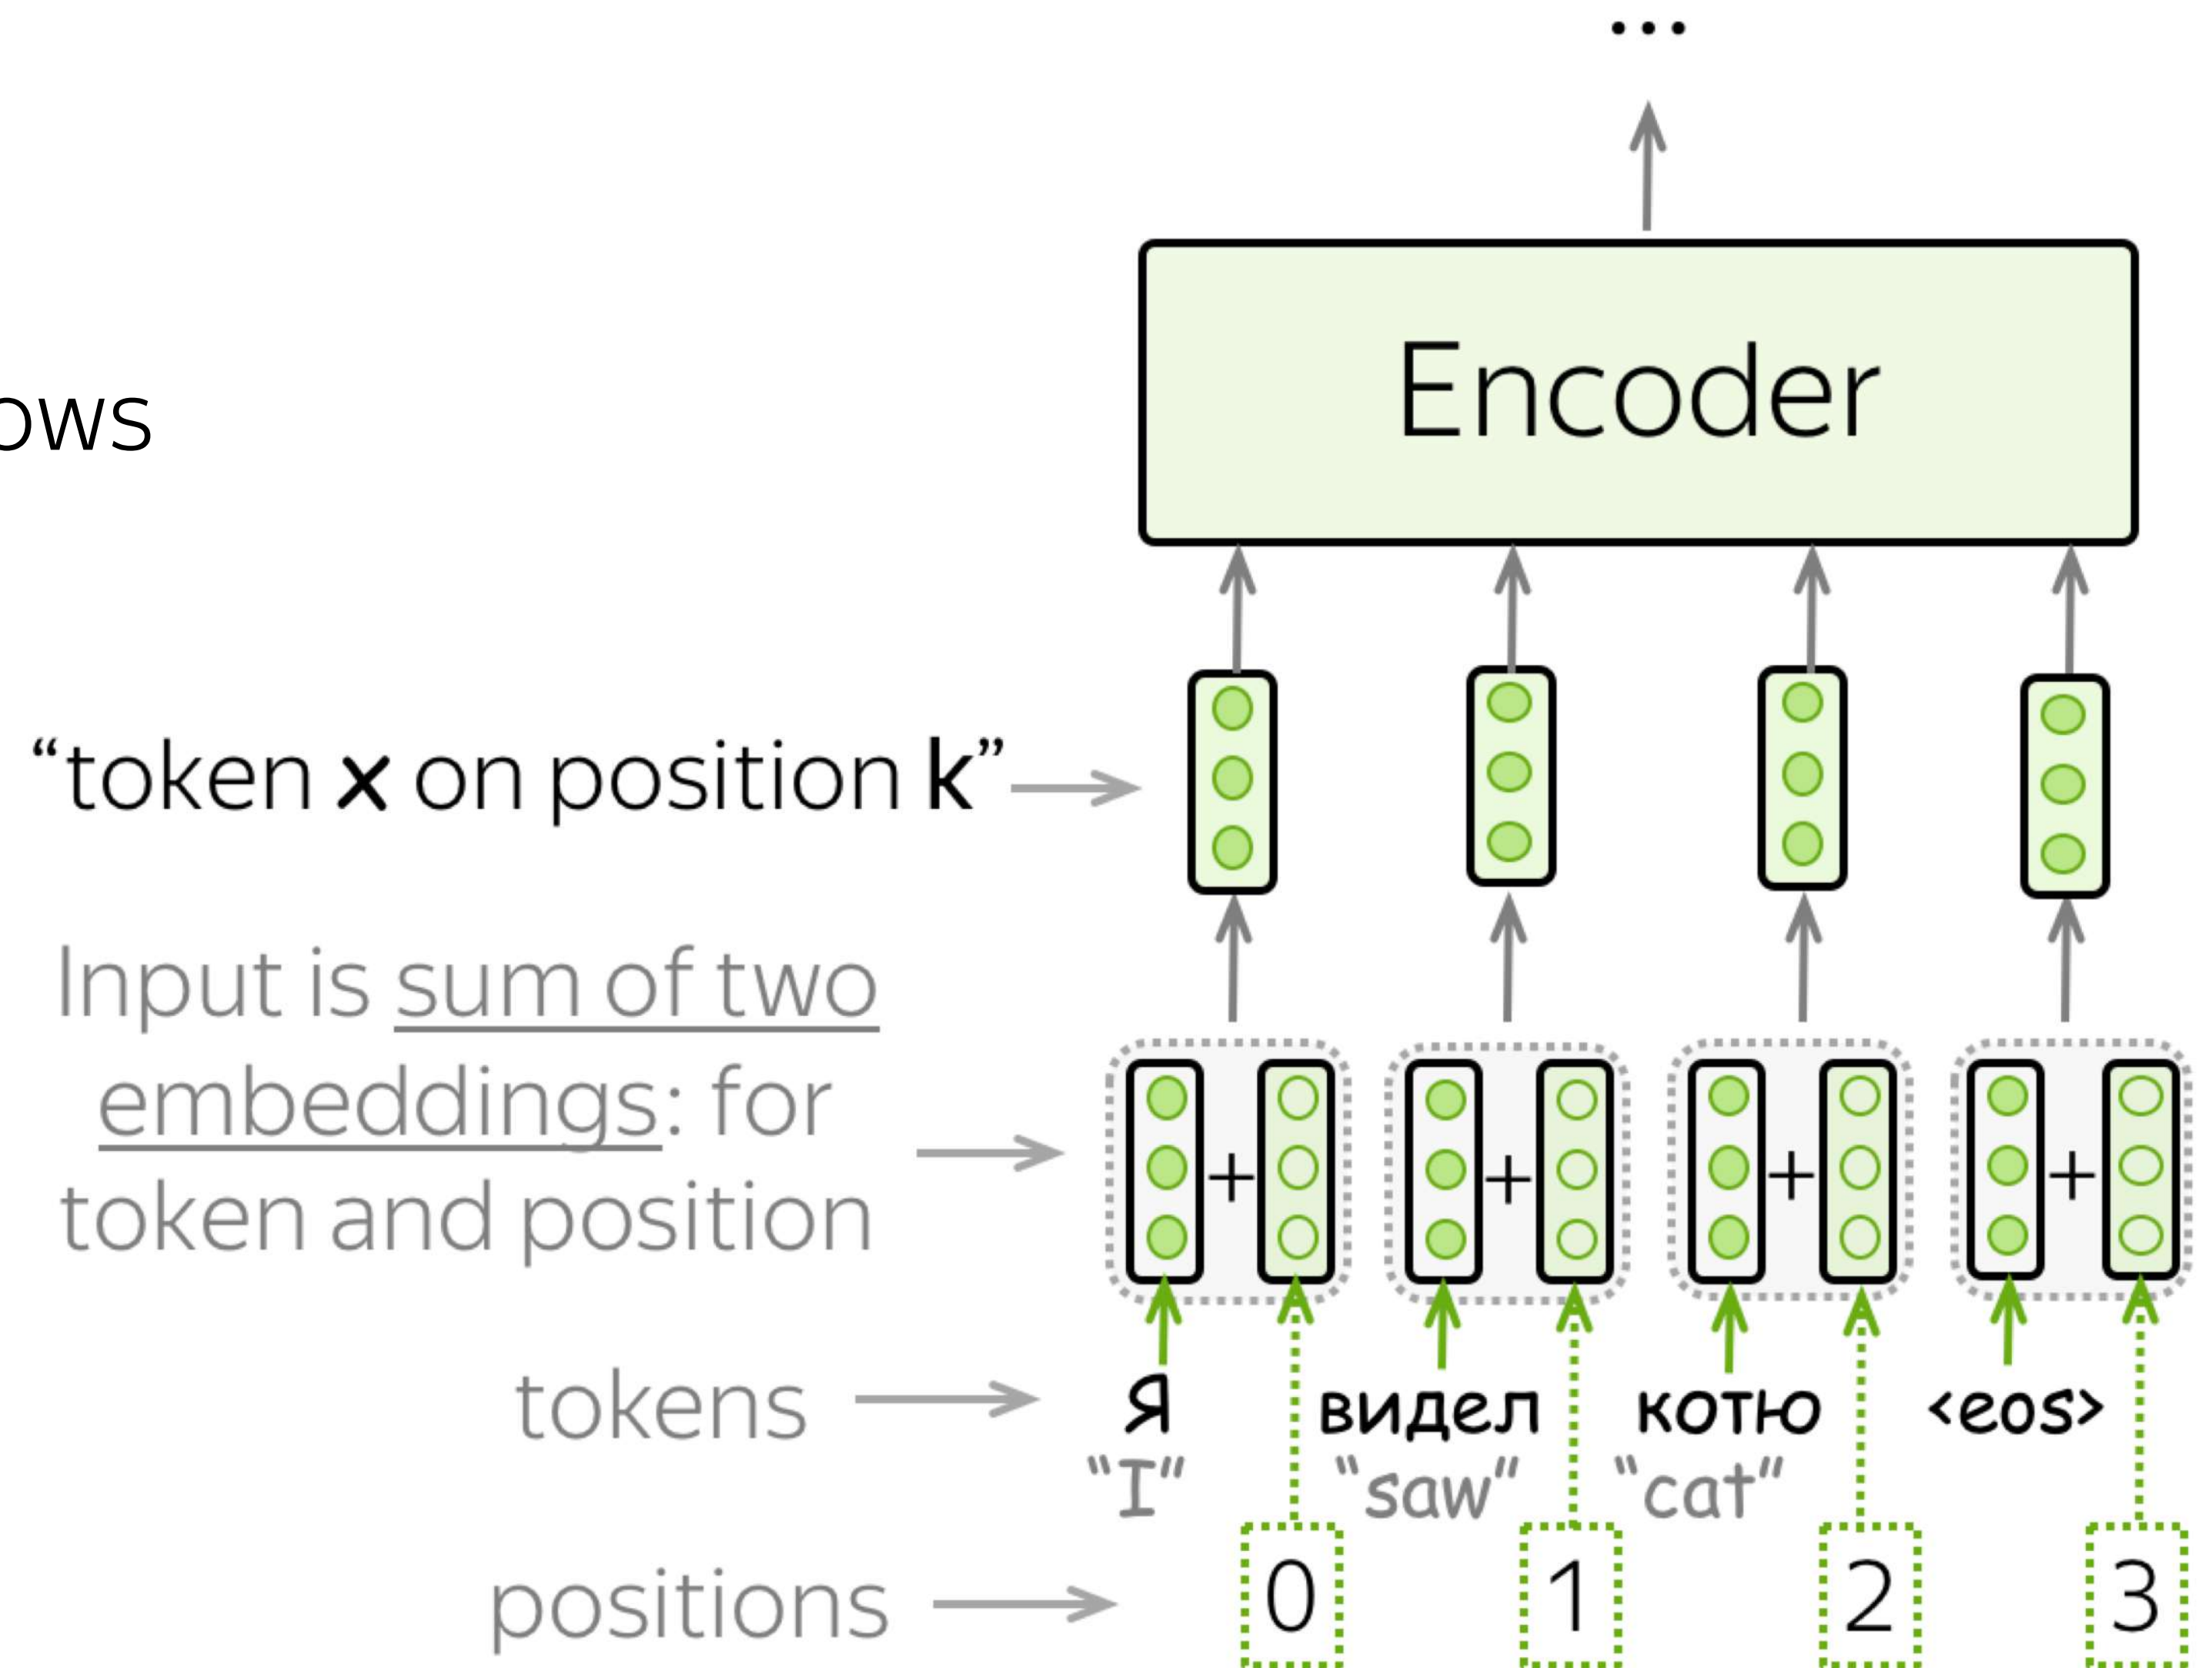 ...
Encoder
ows
“token x on position k”
Input is sum of two
embeddings: for
token and position
+ + + +
tokens
Я видел котю <eos>
"I" "saw" "cat"
positions
0 1 2 3